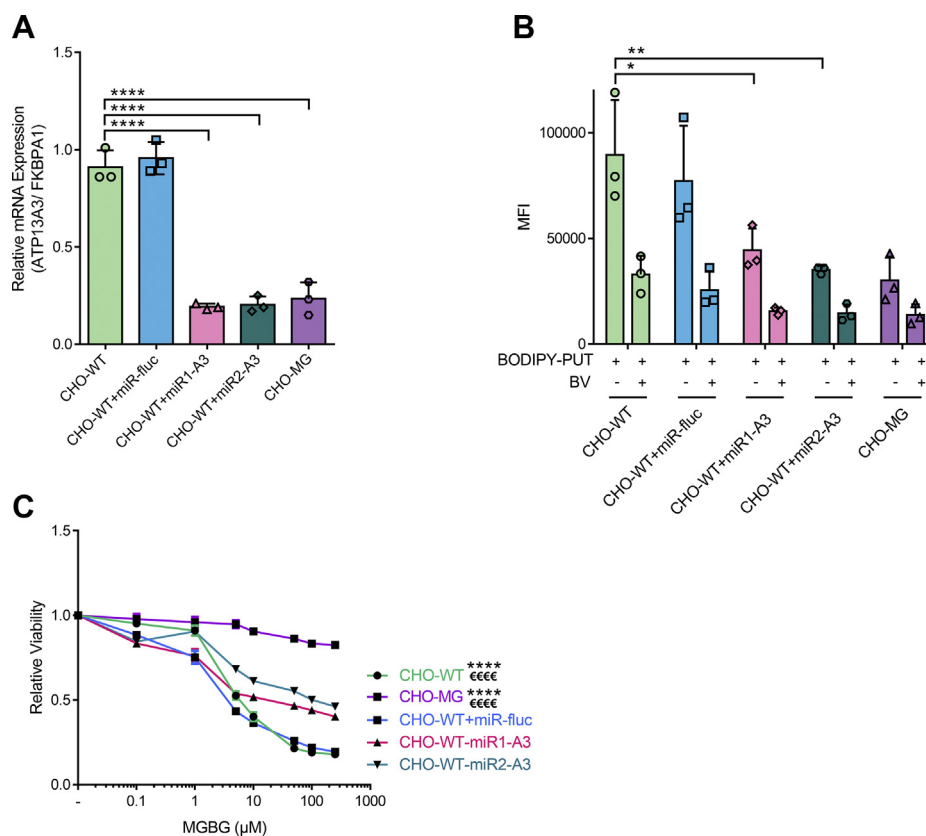 A
Relative mRNA Expression
(ATP13A3/ FKBPA1)
1.5
1.0
0.5
0.0
****
****
****
CHO-WT
CHO-WT+miR-fluc
CHO-WT+miR1-A3
CHO-WT+miR2-A3
CHO-MG
B
MFI
100000
50000
0
**
*
BODIPY-PUT + + + + + + + + + +
BV - + - + - + - + - +
CHO-WT
CHO-WT+miR-fluc
CHO-WT+miR1-A3
CHO-WT+miR2-A3
CHO-MG
C
Relative Viability
1.5
1.0
0.5
0.0
- 0.1 1 10 100 1000
MGBG (µM)
CHO-WT ****
€€€€
CHO-MG ****
€€€€
CHO-WT+miR-fluc
CHO-WT-miR1-A3
CHO-WT-miR2-A3